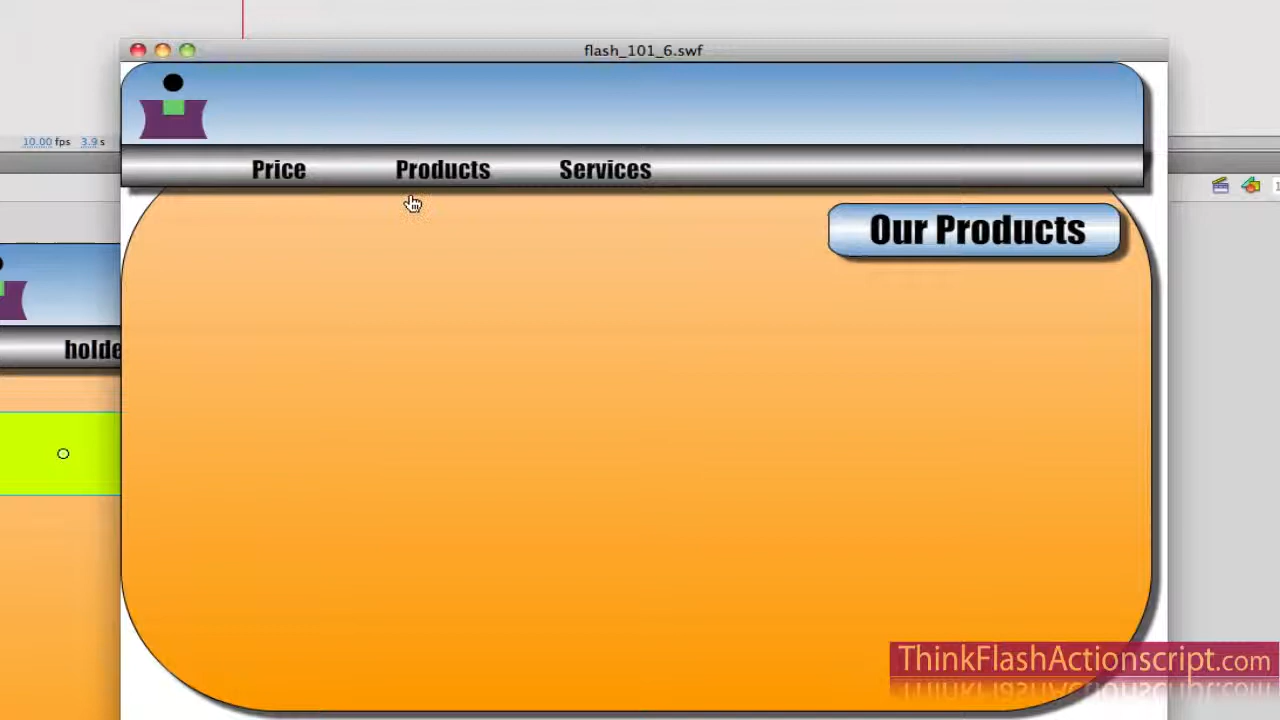 flash_101_6.swf
10.00 fps 3.9 s
Price Products Services
Our Products
holde
ThinkFlashActionscript.com